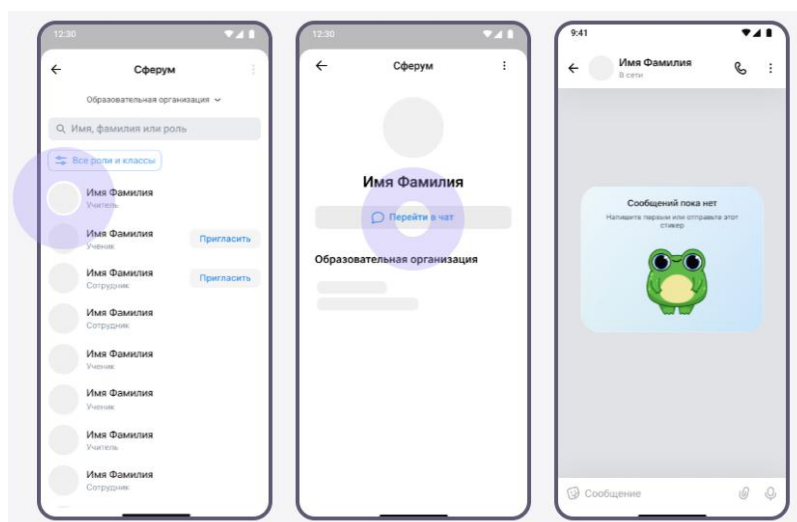 12:30
Сферум
Образовательная организация
Имя, фамилия или роль
Все роли и классы
Имя Фамилия
Учитель
Имя Фамилия
Ученик
Пригласить
Имя Фамилия
Сотрудник
Пригласить
Имя Фамилия
Сотрудник
Имя Фамилия
Ученик
Имя Фамилия
Ученик
Имя Фамилия
Учитель
Имя Фамилия
Сотрудник
12:30
Сферум
Имя Фамилия
Перейти в чат
Образовательная организация
9:41
Имя Фамилия
В сети
Сообщений пока нет
Напишите первым или отправьте этот
стикер
Сообщение